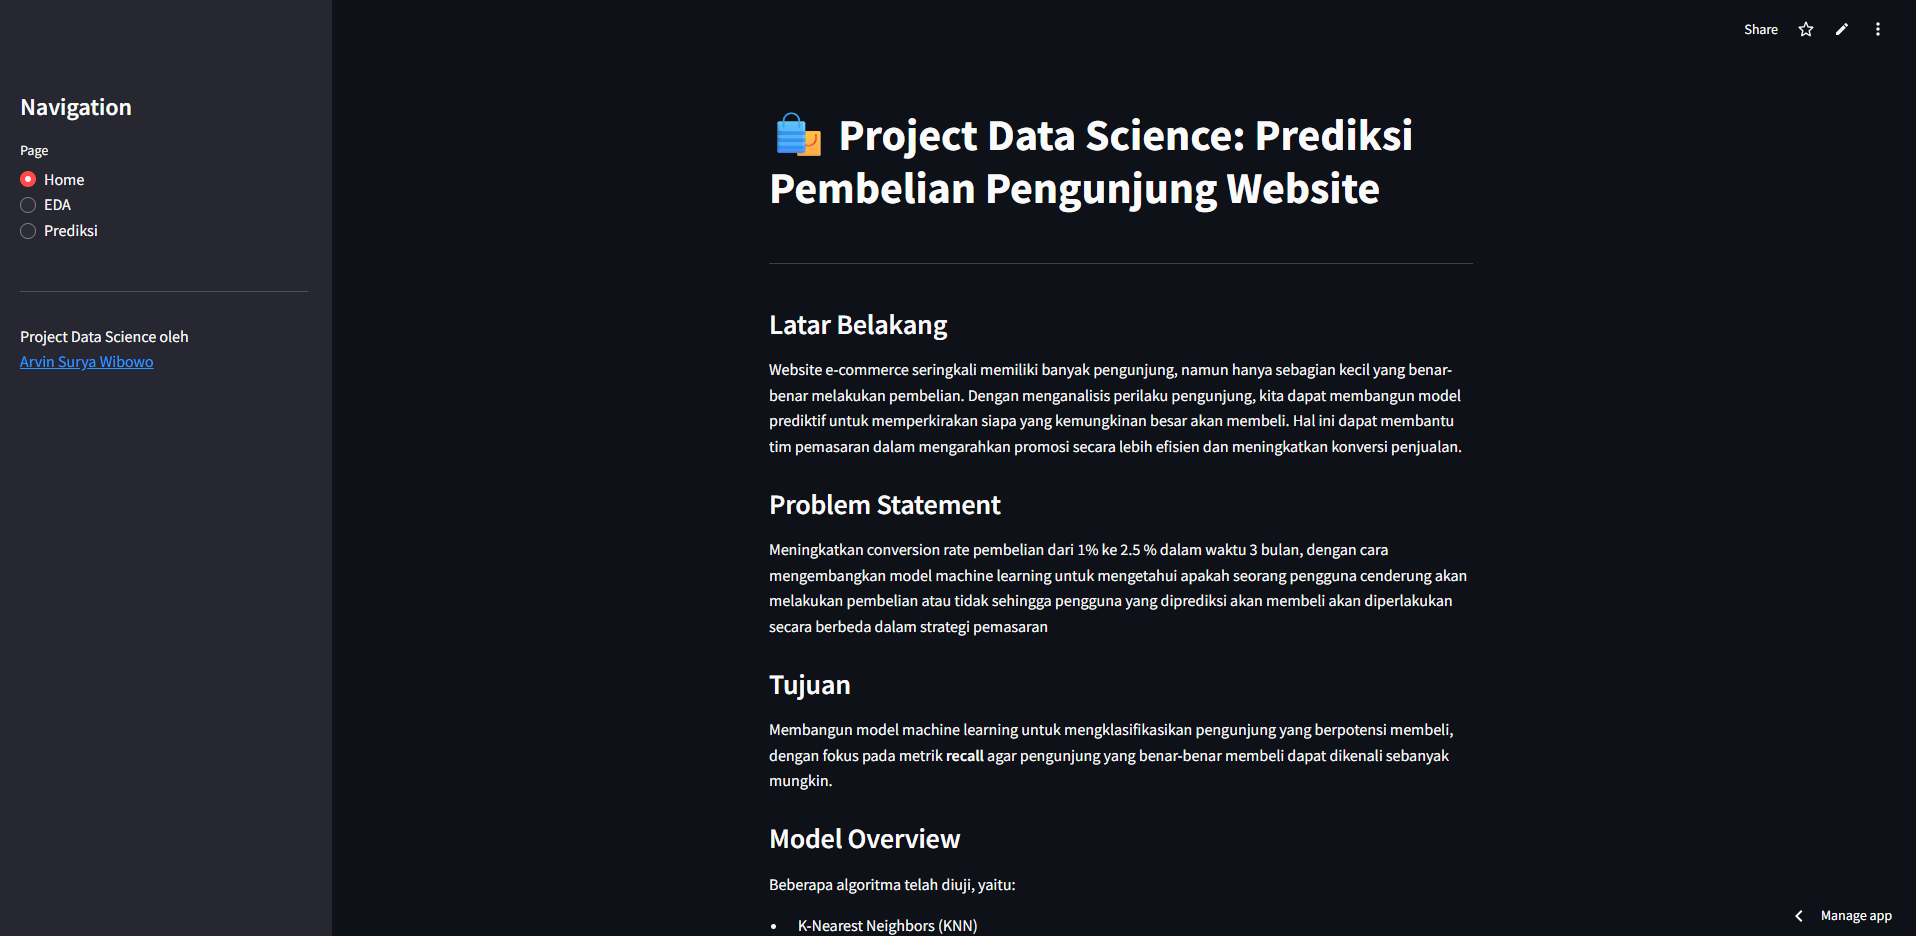 Share
Navigation
Page
Home
EDA
Prediksi
Project Data Science oleh
Arvin Surya Wibowo
Project Data Science: Prediksi
Pembelian Pengunjung Website
Latar Belakang
Website e-commerce seringkali memiliki banyak pengunjung, namun hanya sebagian kecil yang benar-
benar melakukan pembelian. Dengan menganalisis perilaku pengunjung, kita dapat membangun model
prediktif untuk memperkirakan siapa yang kemungkinan besar akan membeli. Hal ini dapat membantu
tim pemasaran dalam mengarahkan promosi secara lebih efisien dan meningkatkan konversi penjualan.
Problem Statement
Meningkatkan conversion rate pembelian dari 1% ke 2.5 % dalam waktu 3 bulan, dengan cara
mengembangkan model machine learning untuk mengetahui apakah seorang pengguna cenderung akan
melakukan pembelian atau tidak sehingga pengguna yang diprediksi akan membeli akan diperlakukan
secara berbeda dalam strategi pemasaran
Tujuan
Membangun model machine learning untuk mengklasifikasikan pengunjung yang berpotensi membeli,
dengan fokus pada metrik recall agar pengunjung yang benar-benar membeli dapat dikenali sebanyak
mungkin.
Model Overview
Beberapa algoritma telah diuji, yaitu:
• K-Nearest Neighbors (KNN)
Manage app